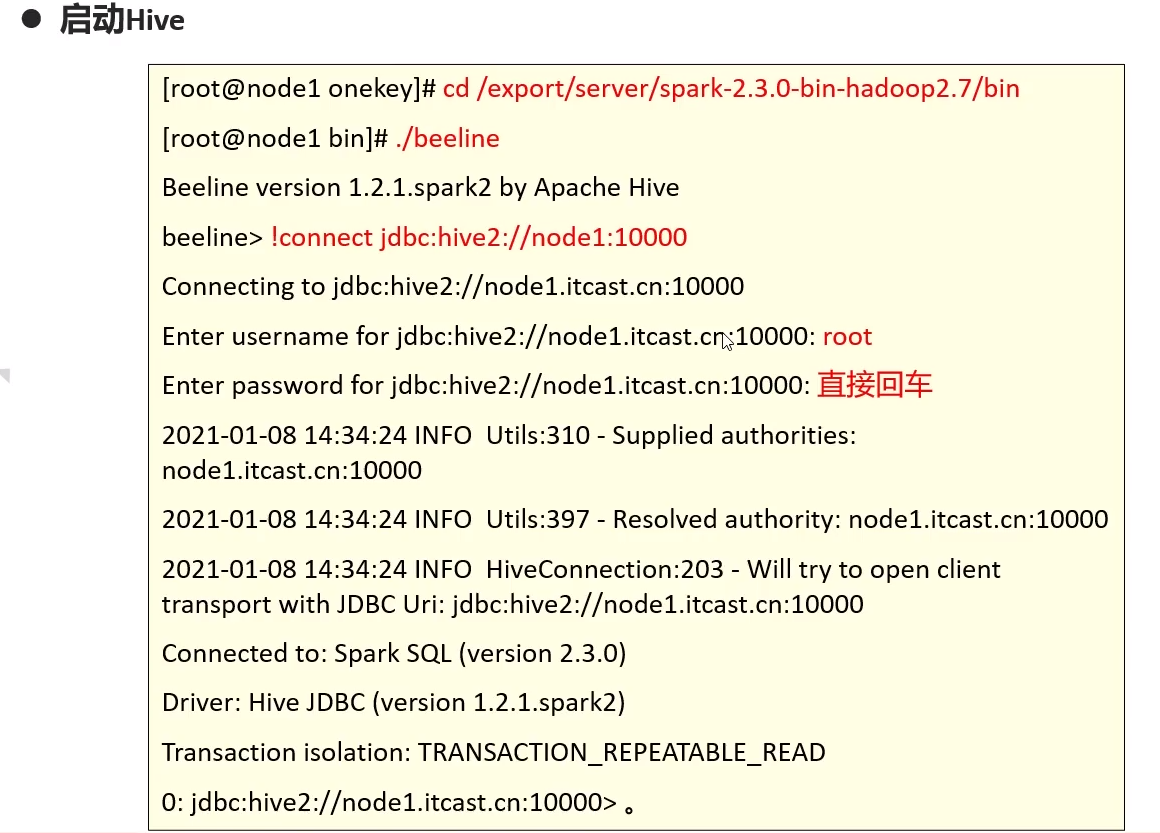 ● 启动Hive
[root@node1 onekey]# cd /export/server/spark-2.3.0-bin-hadoop2.7/bin
[root@node1 bin]# ./beeline
Beeline version 1.2.1.spark2 by Apache Hive
beeline> !connect jdbc:hive2://node1:10000
Connecting to jdbc:hive2://node1.itcast.cn:10000
Enter username for jdbc:hive2://node1.itcast.cn:10000: root
Enter password for jdbc:hive2://node1.itcast.cn:10000: 直接回车
2021-01-08 14:34:24 INFO  Utils:310 - Supplied authorities:
node1.itcast.cn:10000
2021-01-08 14:34:24 INFO  Utils:397 - Resolved authority: node1.itcast.cn:10000
2021-01-08 14:34:24 INFO  HiveConnection:203 - Will try to open client
transport with JDBC Uri: jdbc:hive2://node1.itcast.cn:10000
Connected to: Spark SQL (version 2.3.0)
Driver: Hive JDBC (version 1.2.1.spark2)
Transaction isolation: TRANSACTION_REPEATABLE_READ
0: jdbc:hive2://node1.itcast.cn:10000> 。